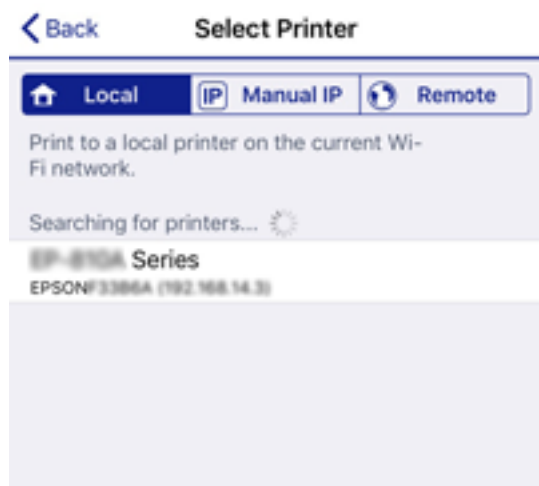 Back
Select Printer
Local
IP Manual IP
Remote
Print to a local printer on the current Wi-
Fi network.
Searching for printers...
Series
EPSON